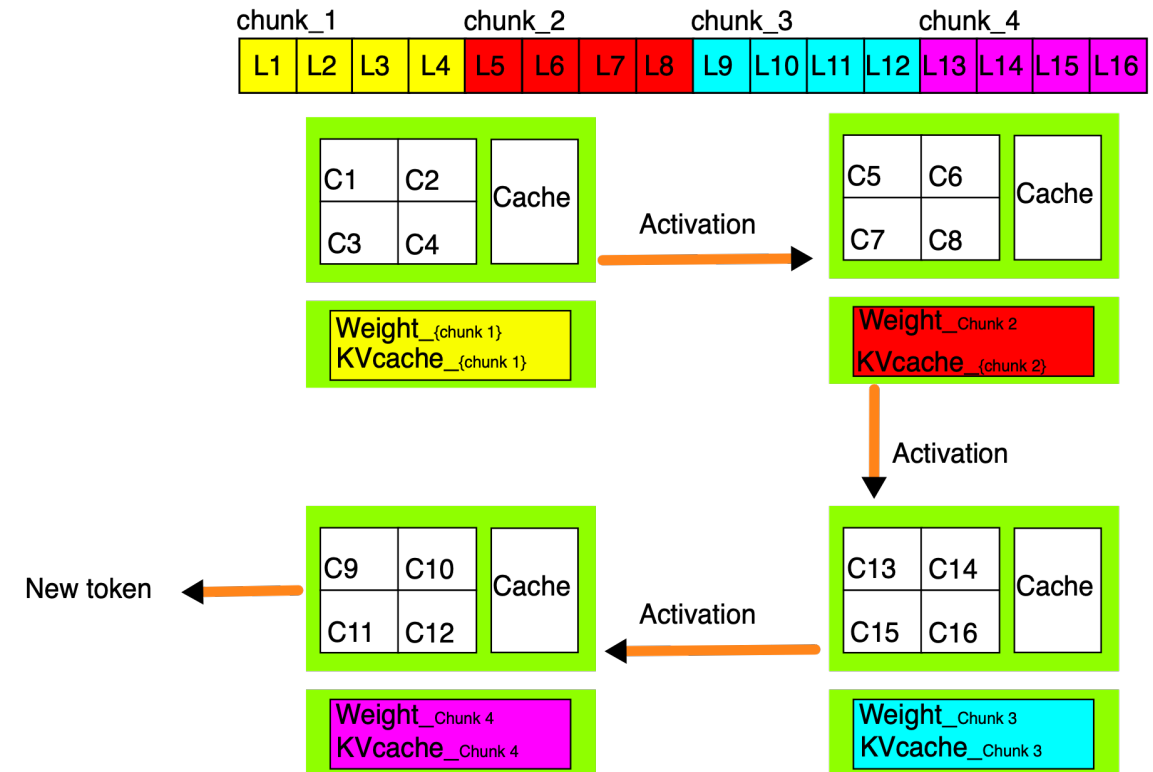 chunk_1 chunk_2 chunk_3 chunk_4
L1 L2 L3 L4 L5 L6 L7 L8 L9 L10 L11 L12 L13 L14 L15 L16
C1 C2
Cache
C3 C4
Activation
C5 C6
Cache
C7 C8
Weight_{chunk 1}
KVcache_{chunk 1}
Weight_Chunk 2
KVcache_{chunk 2}
Activation
C13 C14
Cache
C15 C16
Activation
C9 C10
Cache
C11 C12
New token
Weight_Chunk 4
KVcache_Chunk 4
Weight_Chunk 3
KVcache_Chunk 3